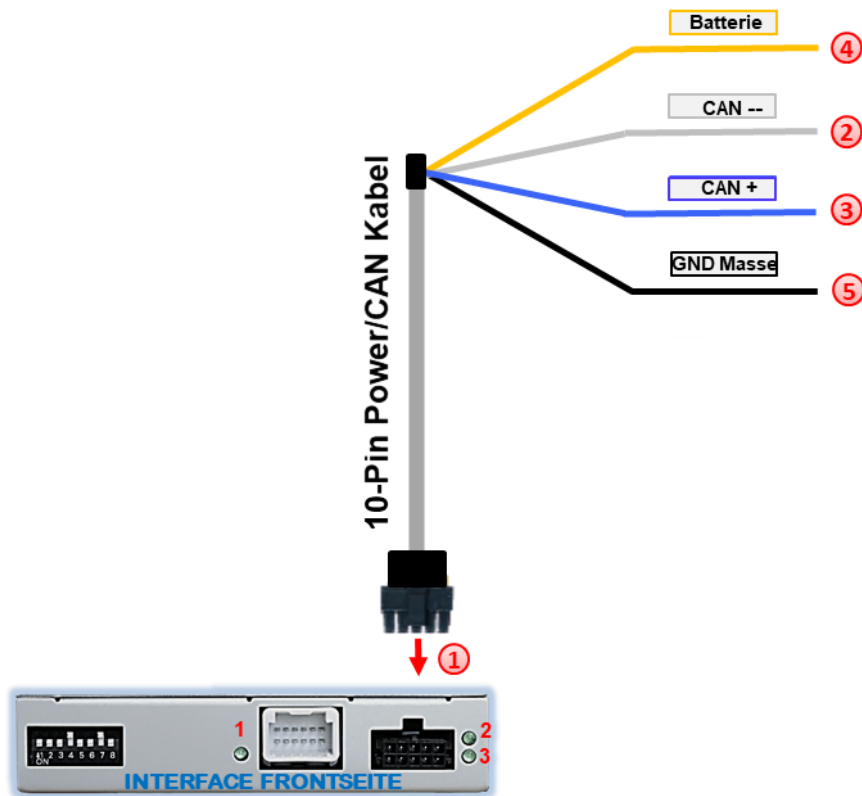 Batterie
4
CAN --
2
CAN +
3
GND Masse
5
10-Pin Power/CAN Kabel
1
1
2
3
1 2 3 4 5 6 7 8
ON
INTERFACE FRONTSEITE